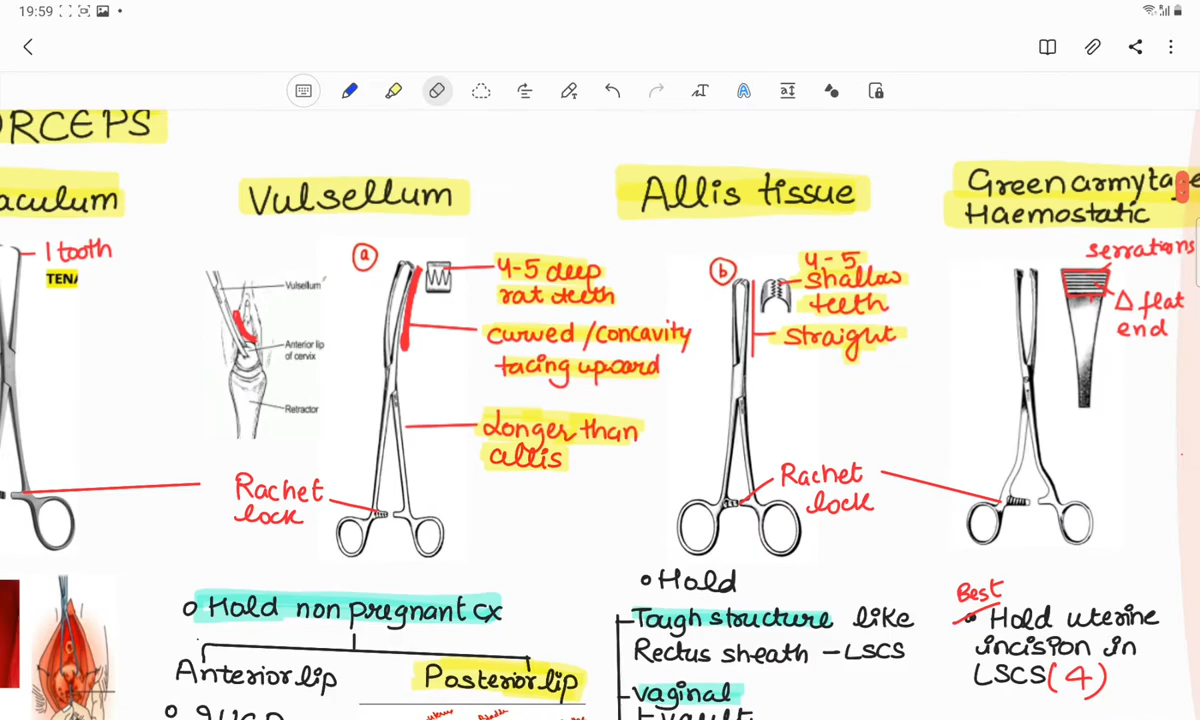 19:59
ORCEPS
aculum
1 tooth
TENA
Vulsellum
Vulsellum
Anterior lip
of cervix
Retractor
a
4-5 deep
rat teeth
curved/concavity
facing upward
Longer than
allis
Rachet
lock
Allis tissue
b
4-5
shallow
teeth
straight
Rachet
lock
Green armytage
Haemostatic
serrations
Δ flat
end
Hold non pregnant cx
Anterior lip
Posterior lip
Hold
Tough structure like
Rectus sheath - LSCS
vaginal
vault
Best
Hold uterine
incision in
LSCS (4)